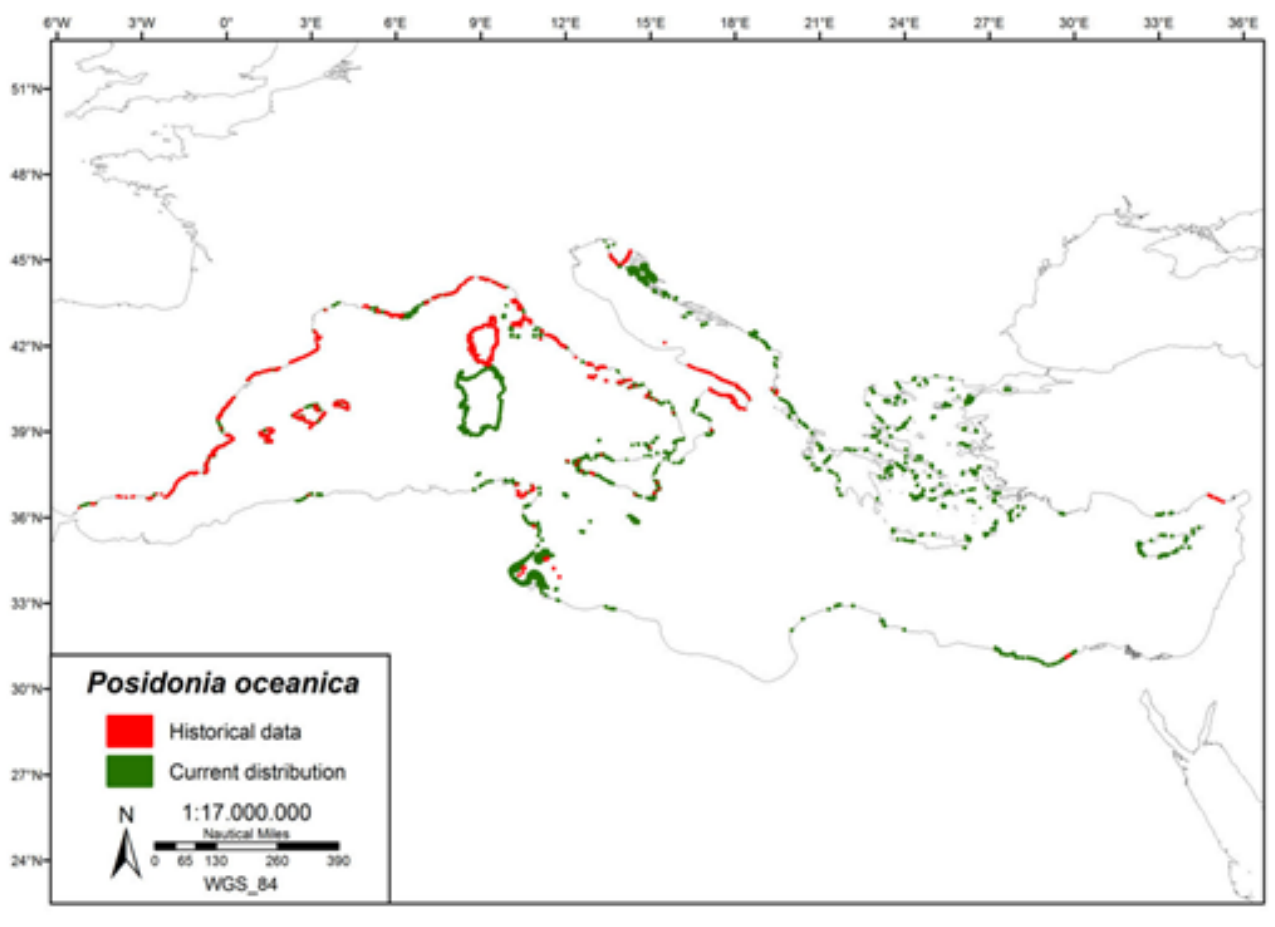 6°W 3°W 0° 3°E 6°E 9°E 12°E 15°E 18°E 21°E 24°E 27°E 30°E 33°E 36°E
51°N
48°N
45°N
42°N
39°N
36°N
33°N
30°N
27°N
24°N
Posidonia oceanica
Historical data
Current distribution
N
1:17.000.000
Nautical Miles
0 65 130 260 390
WGS_84